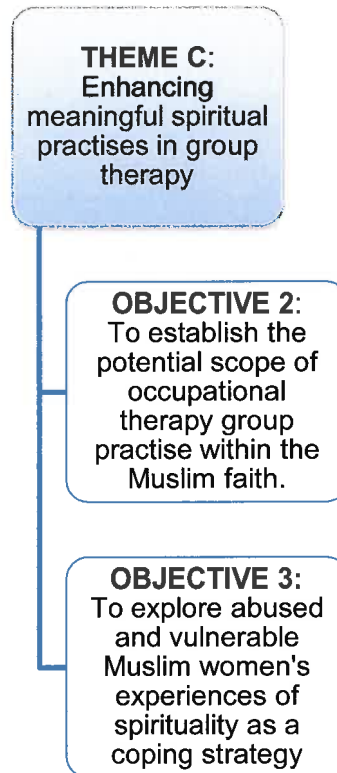 THEME C:
Enhancing
meaningful spiritual
practises in group
therapy
OBJECTIVE 2:
To establish the
potential scope of
occupational
therapy group
practise within the
Muslim faith.
OBJECTIVE 3:
To explore abused
and vulnerable
Muslim women's
experiences of
spirituality as a
coping strategy